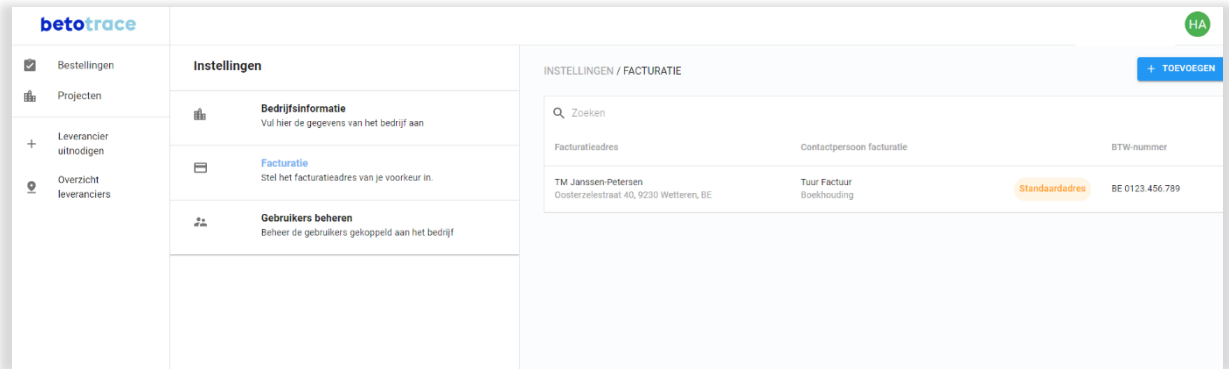 betotrace
HA
Bestellingen
Projecten
Leverancier
uitnodigen
Overzicht
leveranciers
Instellingen
Bedrijfsinformatie
Vul hier de gegevens van het bedrijf aan
Facturatie
Stel het facturatieadres van je voorkeur in.
Gebruikers beheren
Beheer de gebruikers gekoppeld aan het bedrijf
INSTELLINGEN / FACTURATIE
+ TOEVOEGEN
Zoeken
Facturatieadres Contactpersoon facturatie BTW-nummer
TM Janssen-Petersen Tuur Factuur Standaardadres BE 0123.456.789
Oosterzelestraat 40, 9230 Wetteren, BE Boekhouding